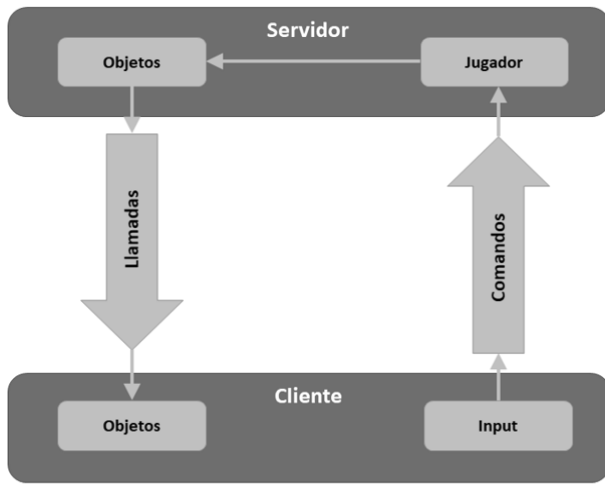 Servidor
Objetos
Jugador
Llamadas
Comandos
Cliente
Objetos
Input